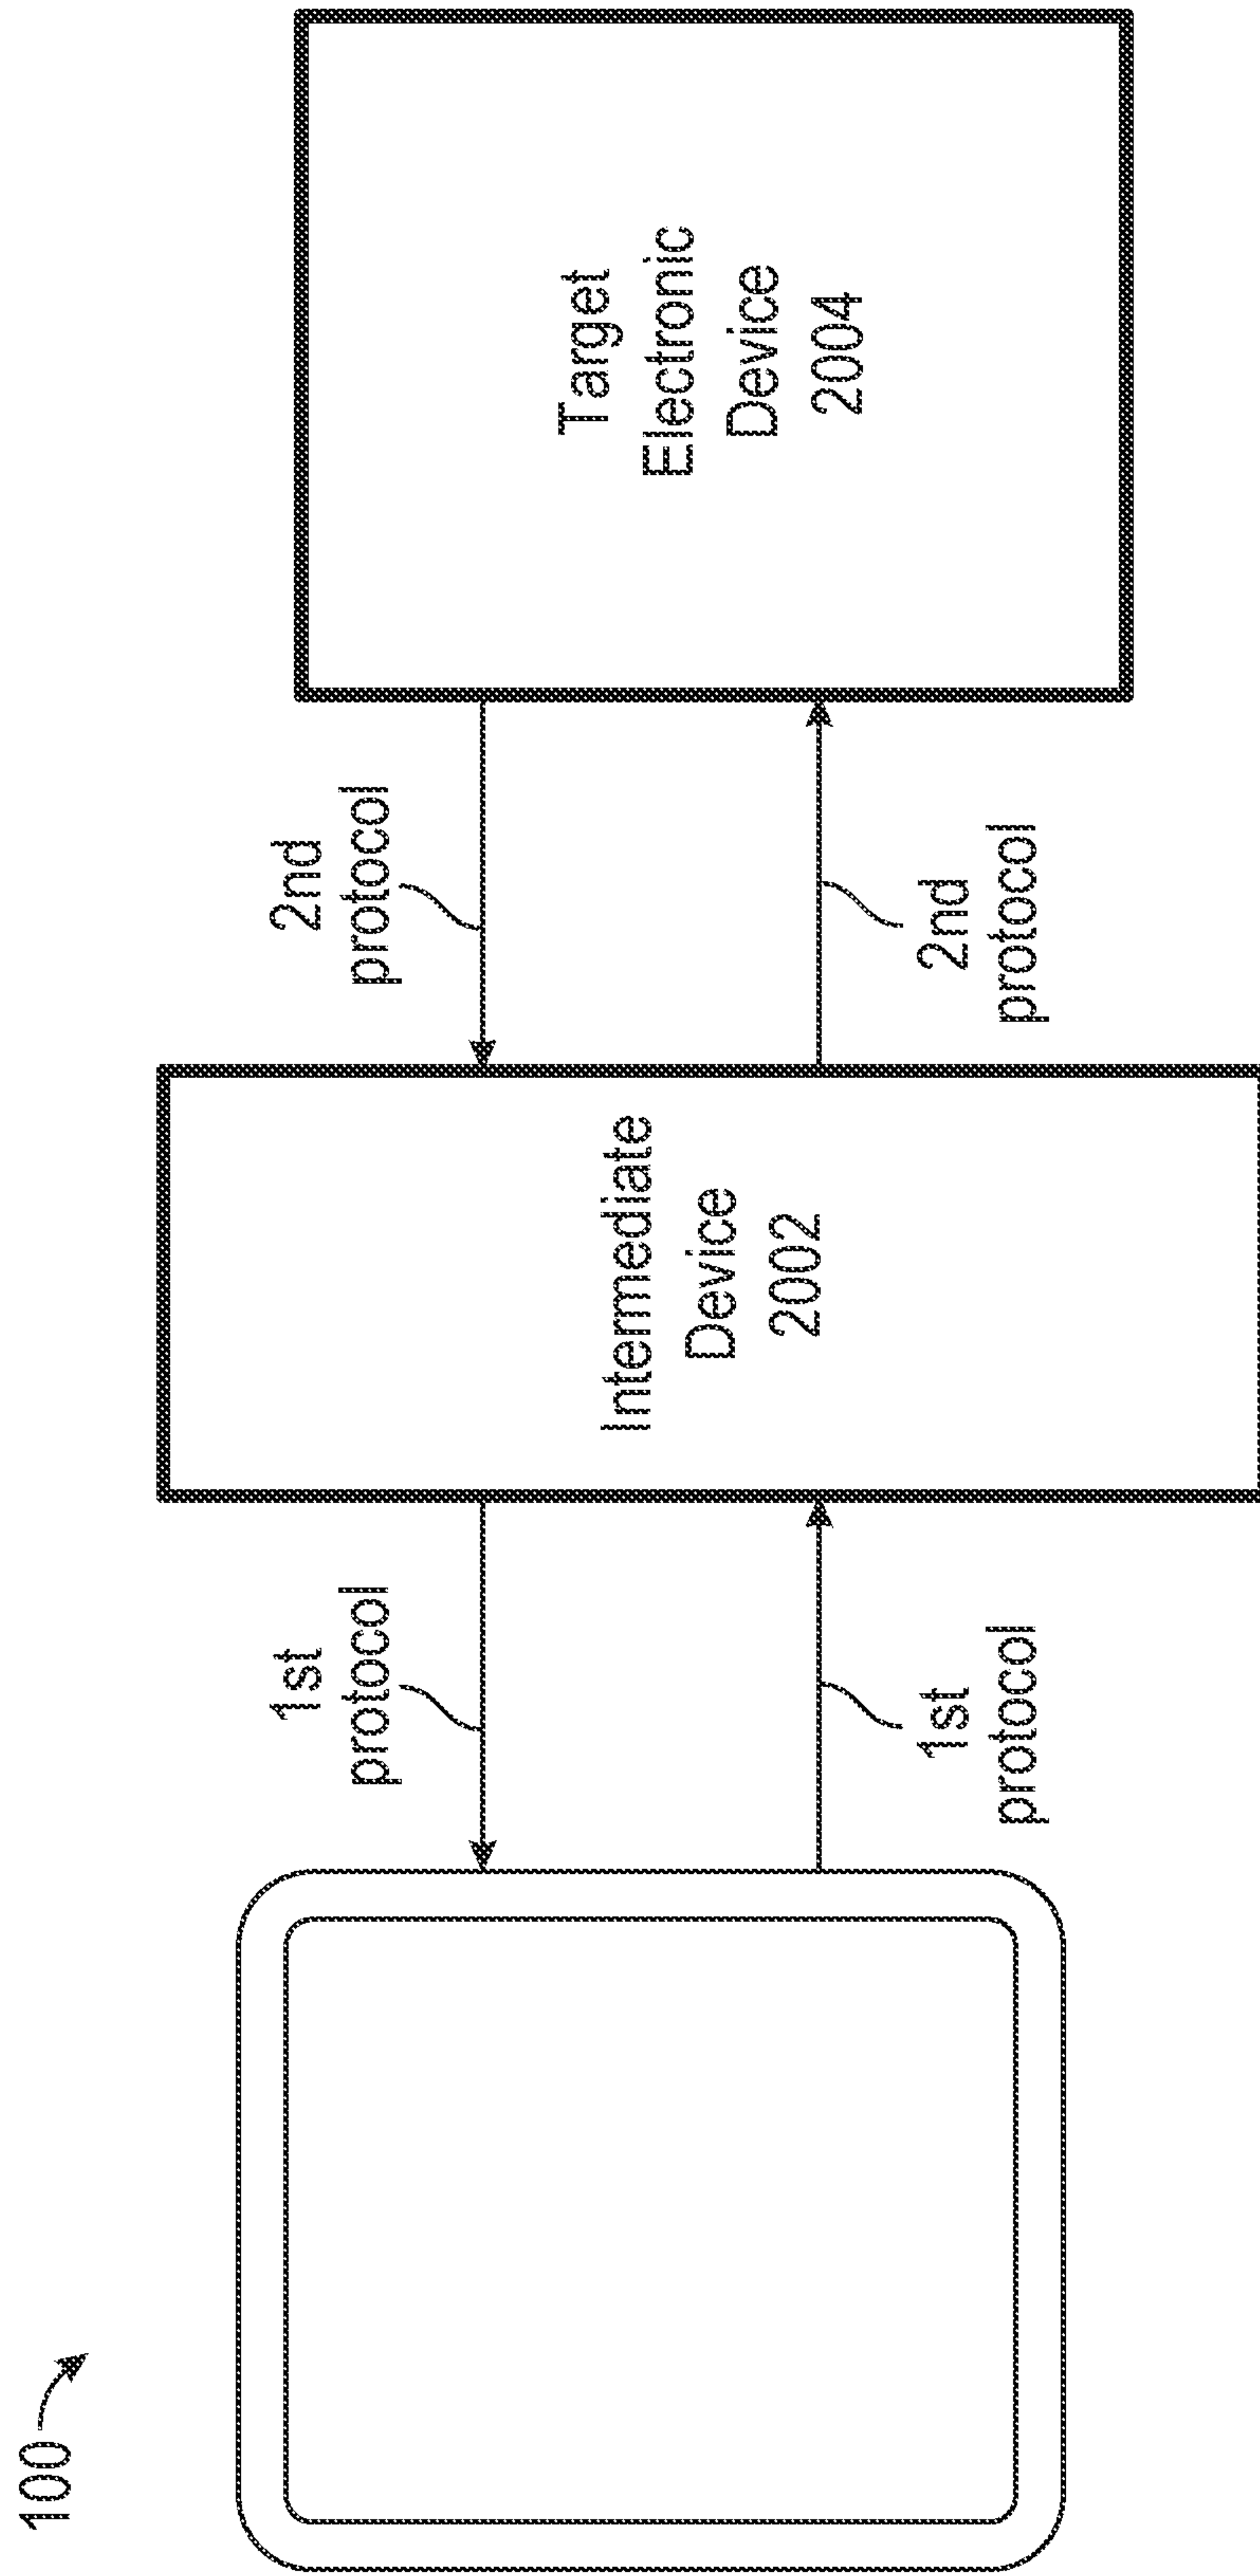 100
1st
protocol
1st
protocol
Intermediate
Device
2002
2nd
protocol
2nd
protocol
Target
Electronic
Device
2004